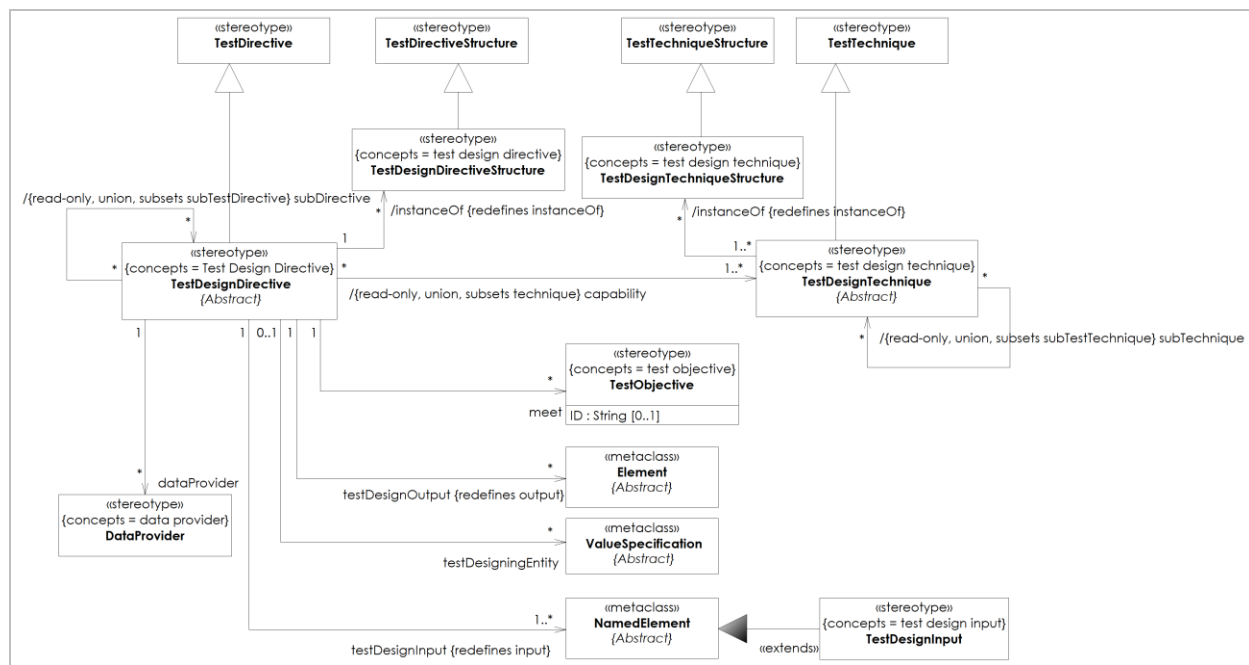 «stereotype»
TestDirective
«stereotype»
TestDirectiveStructure
«stereotype»
TestTechniqueStructure
«stereotype»
TestTechnique
«stereotype»
{concepts = test design directive}
TestDesignDirectiveStructure
«stereotype»
{concepts = test design technique}
TestDesignTechniqueStructure
/{read-only, union, subsets subTestDirective} subDirective
*
*
* /instanceOf {redefines instanceOf}
1
* /instanceOf {redefines instanceOf}
1..*
«stereotype»
{concepts = Test Design Directive}
TestDesignDirective
{Abstract}
*
1..*
/{read-only, union, subsets technique} capability
«stereotype»
{concepts = test design technique}
TestDesignTechnique
{Abstract}
*
* /{read-only, union, subsets subTestTechnique} subTechnique
1
1
0..1
1
1
«stereotype»
{concepts = test objective}
TestObjective
ID : String [0..1]
*
meet
«metaclass»
Element
{Abstract}
*
testDesignOutput {redefines output}
*
dataProvider
«stereotype»
{concepts = data provider}
DataProvider
«metaclass»
ValueSpecification
{Abstract}
*
testDesigningEntity
«metaclass»
NamedElement
{Abstract}
1..*
testDesignInput {redefines input}
«extends»
«stereotype»
{concepts = test design input}
TestDesignInput